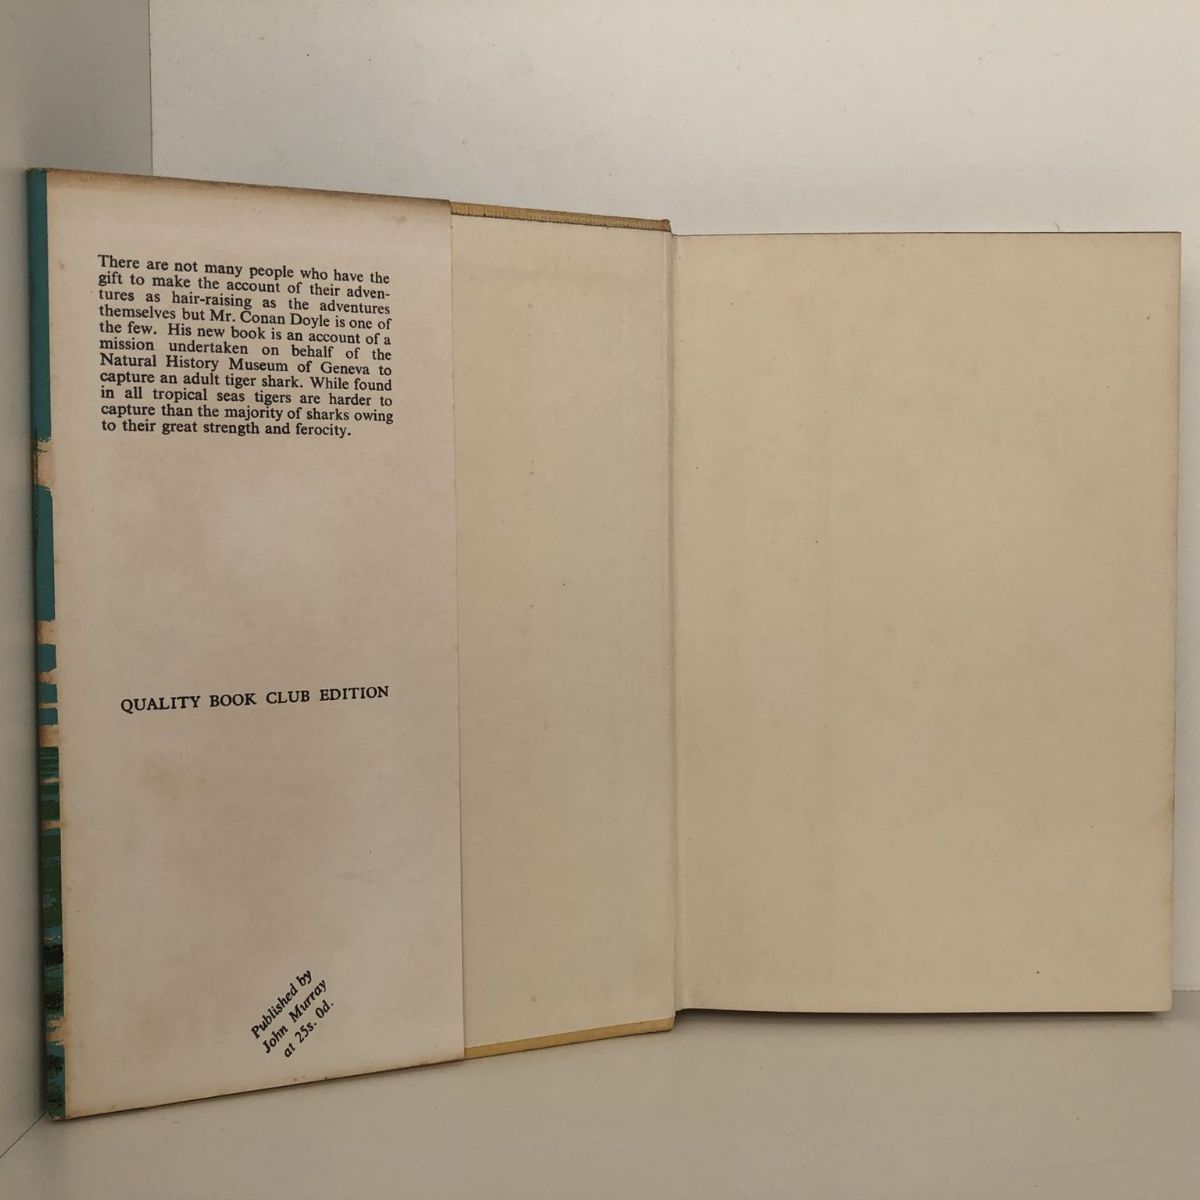 There are not many people who have the
gift to make the account of their adven-
tures as hair-raising as the adventures
themselves but Mr. Conan Doyle is one of
the few. His new book is an account of a
mission undertaken on behalf of the
Natural History Museum of Geneva to
capture an adult tiger shark. While found
in all tropical seas tigers are harder to
capture than the majority of sharks owing
to their great strength and ferocity.
QUALITY BOOK CLUB EDITION
Published by
John Murray
at 25s. 0d.